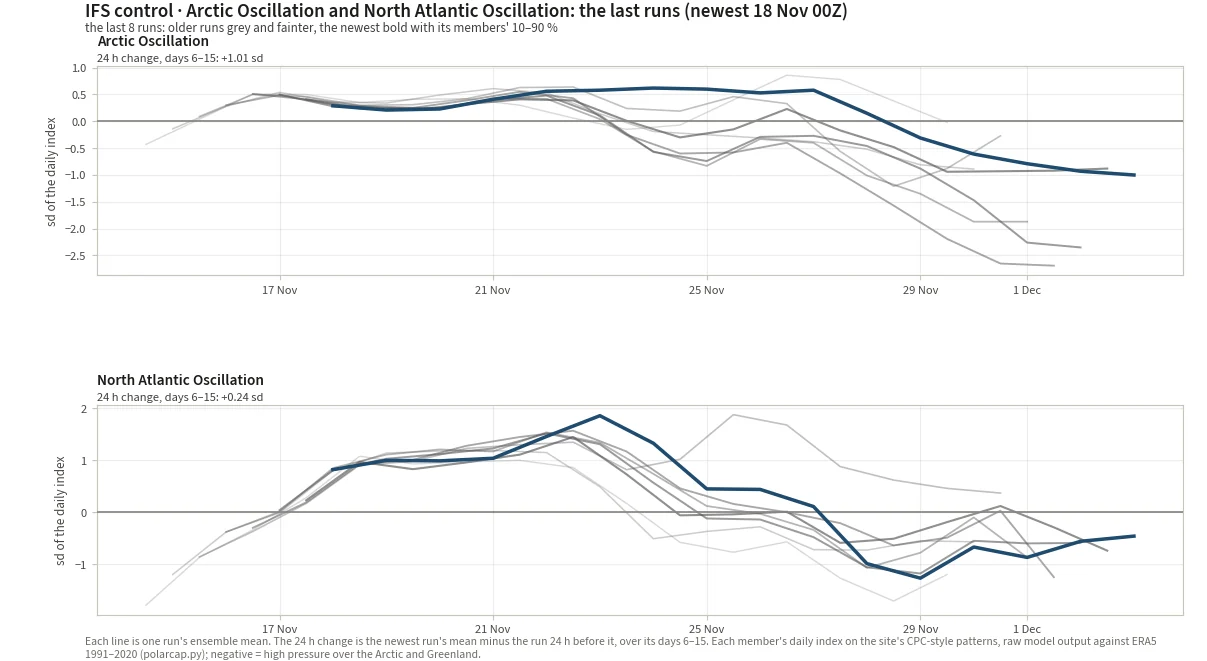 IFS control · Arctic Oscillation and North Atlantic Oscillation: the last runs (newest 18 Nov 00Z)
the last 8 runs: older runs grey and fainter, the newest bold with its members' 10–90 %
Arctic Oscillation
24 h change, days 6–15: +1.01 sd
1.0
0.5
0.0
−0.5
−1.0
−1.5
−2.0
−2.5
sd of the daily index
17 Nov
21 Nov
25 Nov
29 Nov
1 Dec
North Atlantic Oscillation
24 h change, days 6–15: +0.24 sd
2
1
0
−1
sd of the daily index
17 Nov
21 Nov
25 Nov
29 Nov
1 Dec
Each line is one run's ensemble mean. The 24 h change is the newest run's mean minus the run 24 h before it, over its days 6–15. Each member's daily index on the site's CPC-style patterns, raw model output against ERA5
1991–2020 (polarcap.py); negative = high pressure over the Arctic and Greenland.